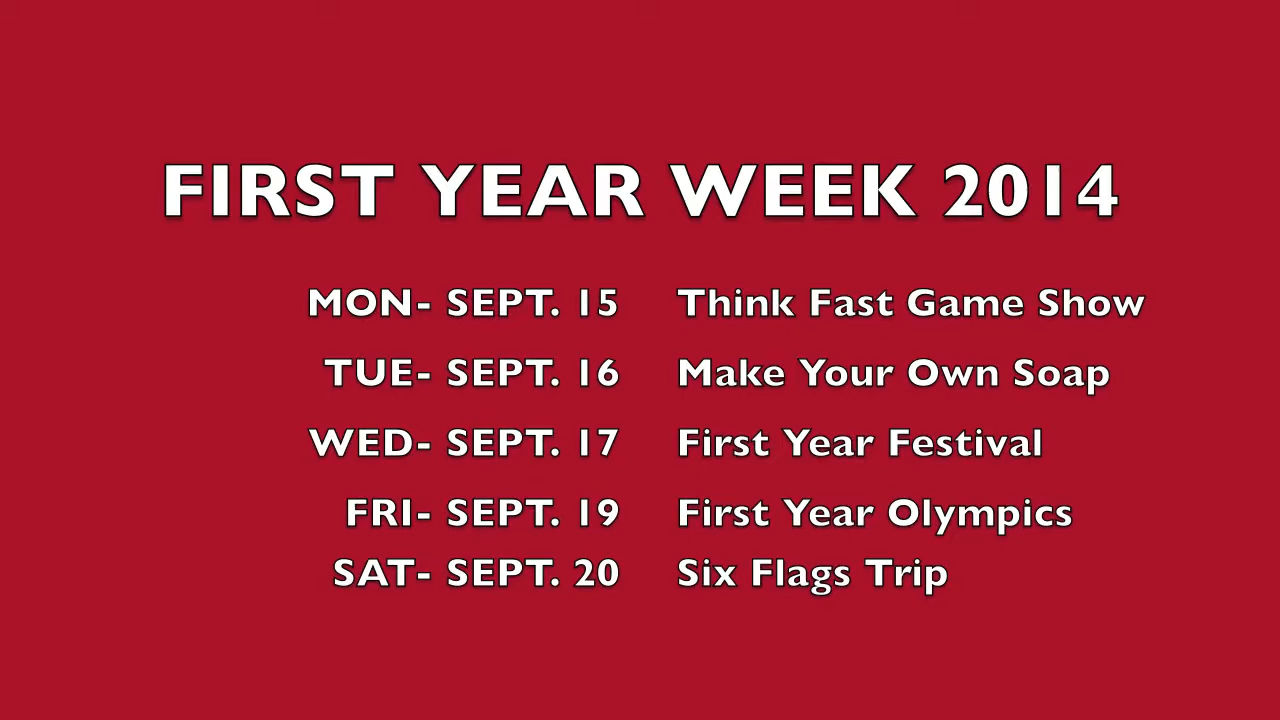 FIRST YEAR WEEK 2014
MON- SEPT. 15 Think Fast Game Show
TUE- SEPT. 16 Make Your Own Soap
WED- SEPT. 17 First Year Festival
FRI- SEPT. 19 First Year Olympics
SAT- SEPT. 20 Six Flags Trip